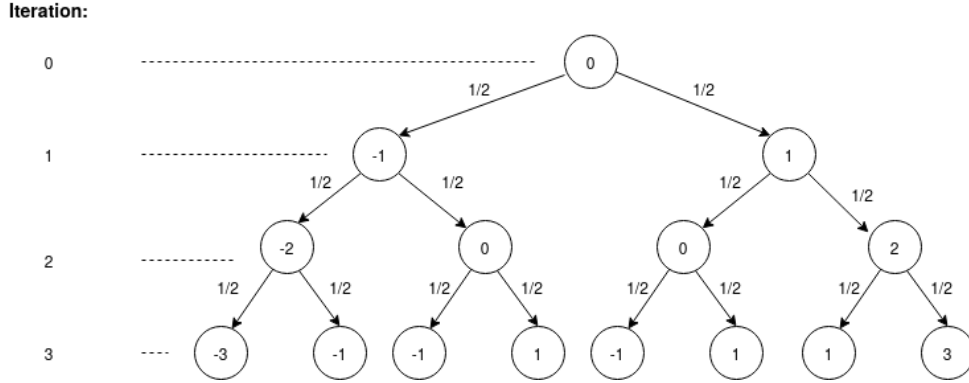 Iteration:
0 0
1/2 1/2
1 -1 1
1/2 1/2 1/2 1/2
2 -2 0 0 2
1/2 1/2 1/2 1/2 1/2 1/2 1/2 1/2
3 -3 -1 -1 1 -1 1 1 3